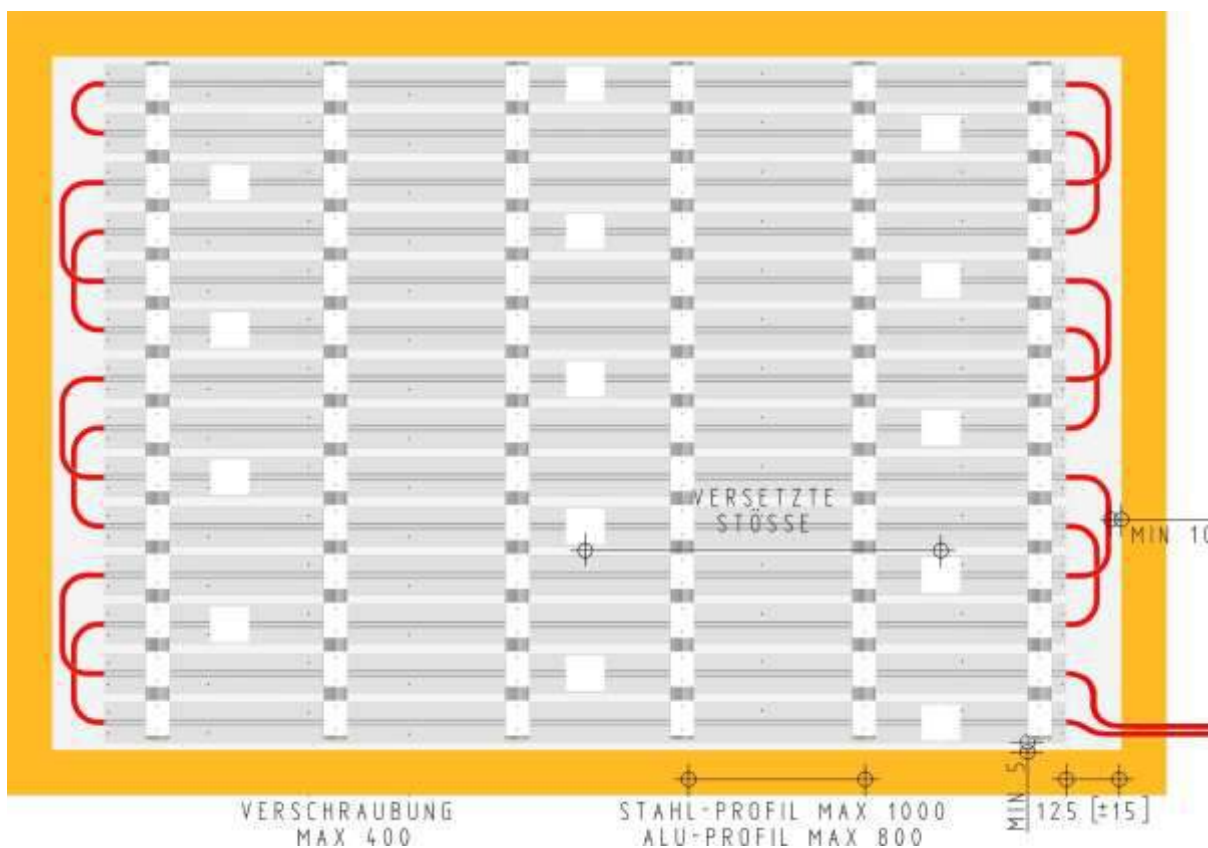 VERSETZTE
STÖSSE
MIN 10
MIN 5
125 [±15]
VERSCHRAUBUNG
MAX 400
STAHL-PROFIL MAX 1000
ALU-PROFIL MAX 800